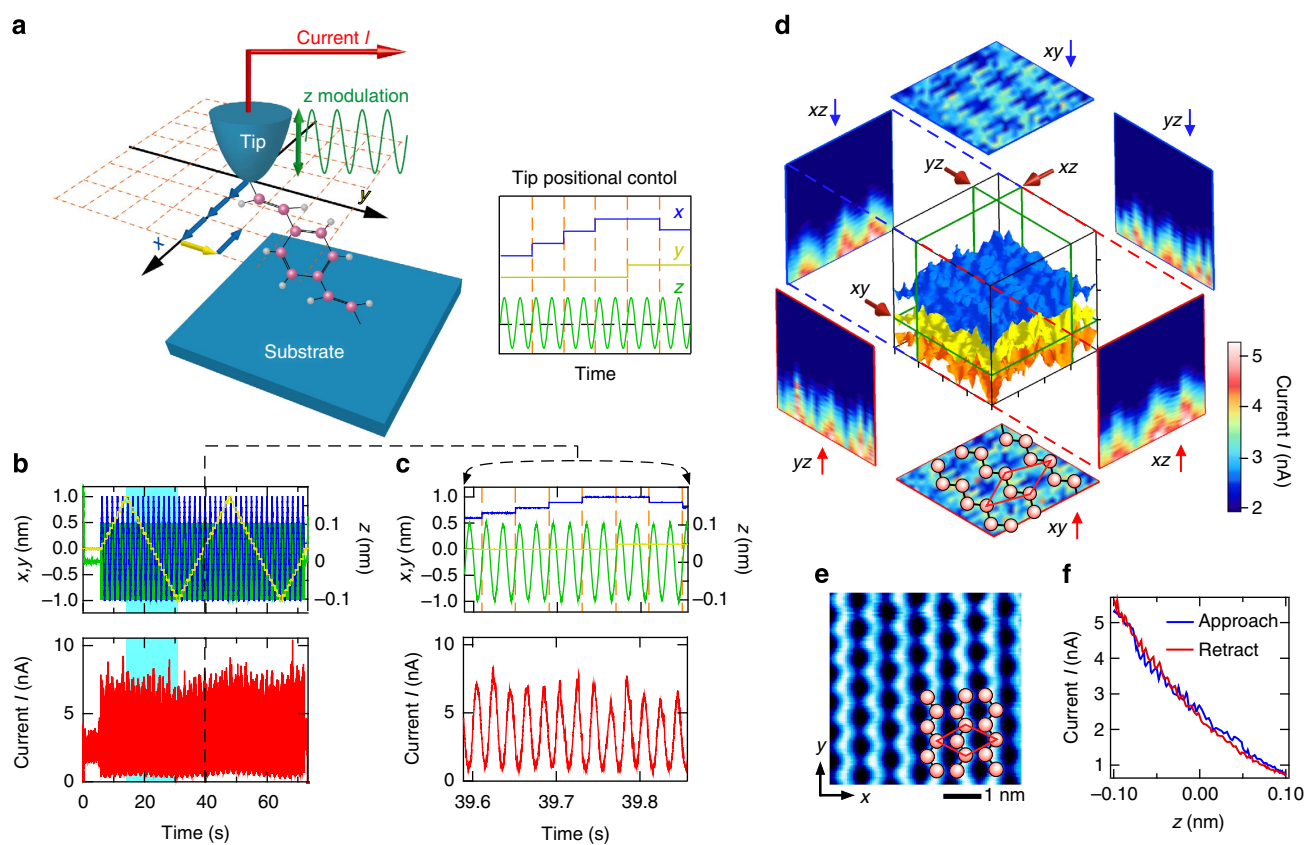 a
Current I
z modulation
Tip
y
x
Substrate
Tip positional contol
x
y
z
Time
b
1.0
0.5
0.0
–0.5
–1.0
x,y (nm)
0.1
0
–0.1
z (nm)
10
5
0
Current I (nA)
0
20
40
60
Time (s)
c
1.0
0.5
0.0
–0.5
–1.0
x,y (nm)
0.1
0
–0.1
z (nm)
10
5
0
Current I (nA)
39.6
39.7
39.8
Time (s)
d
xy
xz
yz
yz
xz
xy
yz
xz
xy
5
4
3
2
Current I (nA)
e
y
x
1 nm
f
5
4
3
2
1
Current I (nA)
Approach
Retract
–0.10
0.00
0.10
z (nm)